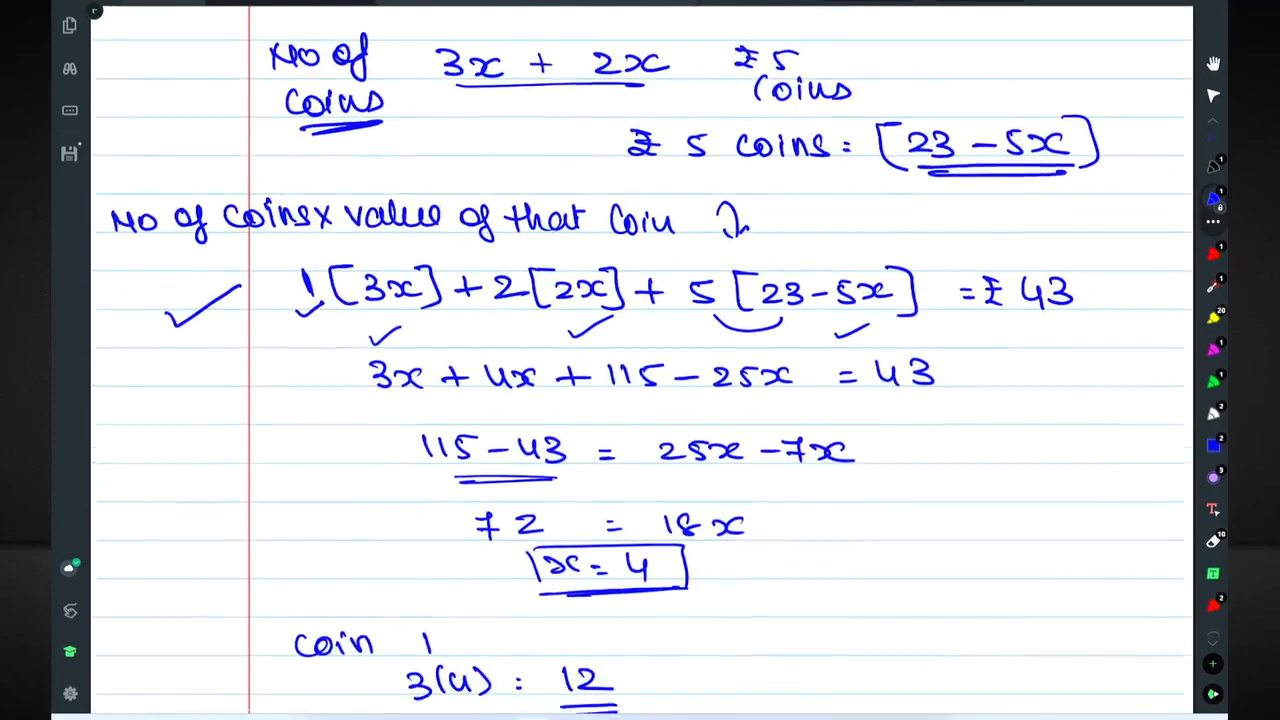 No of 3x + 2x ₹ 5
coins coins
₹ 5 coins : [23 - 5x]
No of coins x value of that coin
1[3x] + 2[2x] + 5[23-5x] = ₹ 43
3x + 4x + 115 - 25x = 43
115 - 43 = 25x - 7x
72 = 18x
x = 4
coin 1
3(4) : 12